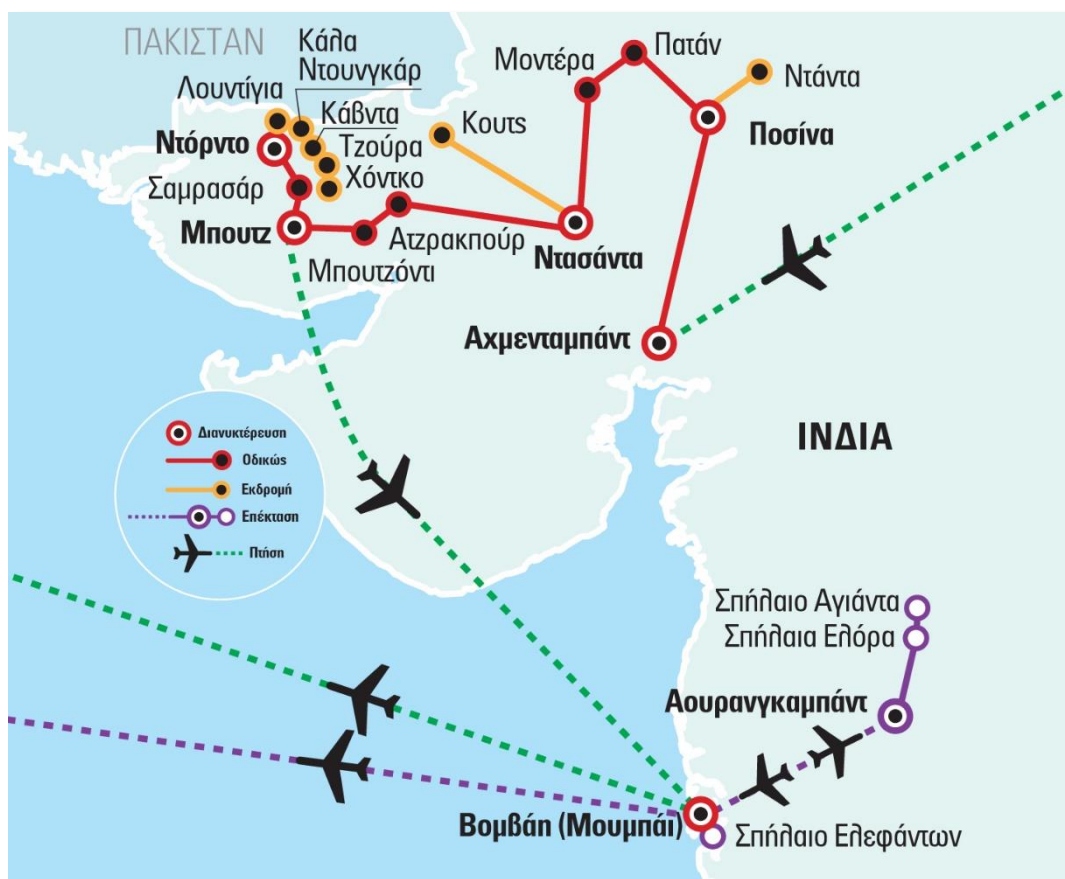 ΠΑΚΙΣΤΑΝ
Κάλα
Ντουνγκάρ
Λουντίγια
Κάβντα
Ντόρντο
Τζούρα
Χόντκο
Σαμρασάρ
Μπουτζ
Ατζρακπούρ
Μπουτζόντι
Κουτς
Μοντέρα
Πατάν
Ντάντα
Ποσίνα
Ντασάντα
Αχμενταμπάντ
ΙΝΔΙΑ
Διανυκτέρευση
Οδικώς
Εκδρομή
Επέκταση
Πτήση
Σπήλαιο Αγιάντα
Σπήλαια Ελόρα
Αουρανγκαμπάντ
Βομβάη (Μουμπάι)
Σπήλαιο Ελεφάντων